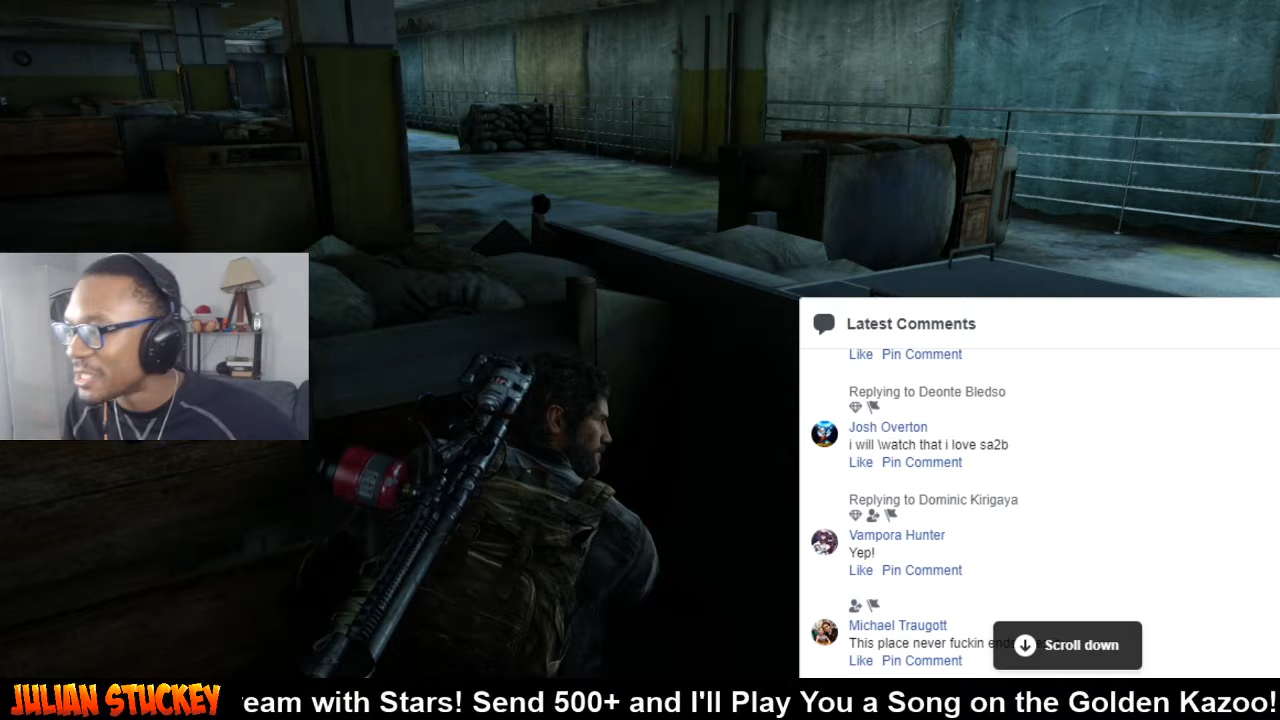 Latest Comments
Like Pin Comment
Replying to Deonte Bledso
Josh Overton
i will \watch that i love sa2b
Like Pin Comment
Replying to Dominic Kirigaya
Vampora Hunter
Yep!
Like Pin Comment
Michael Traugott
This place never fuckin
Scroll down
Like Pin Comment
JULIAN STUCKEY
eam with Stars! Send 500+ and I'll Play You a Song on the Golden Kazoo!